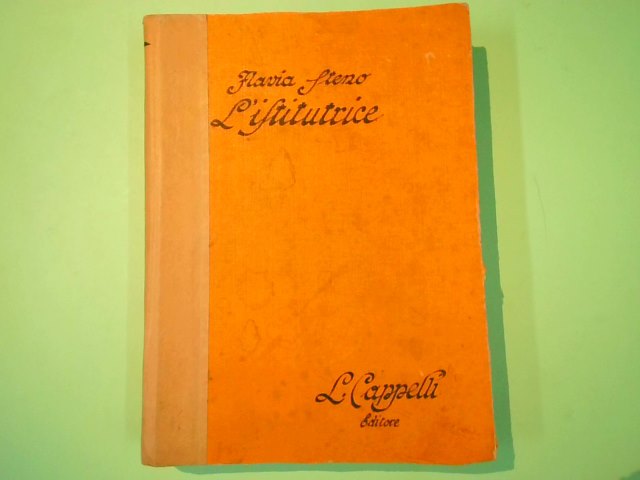 Flavia Steno
L'istitutrice
L. Cappelli
Editore